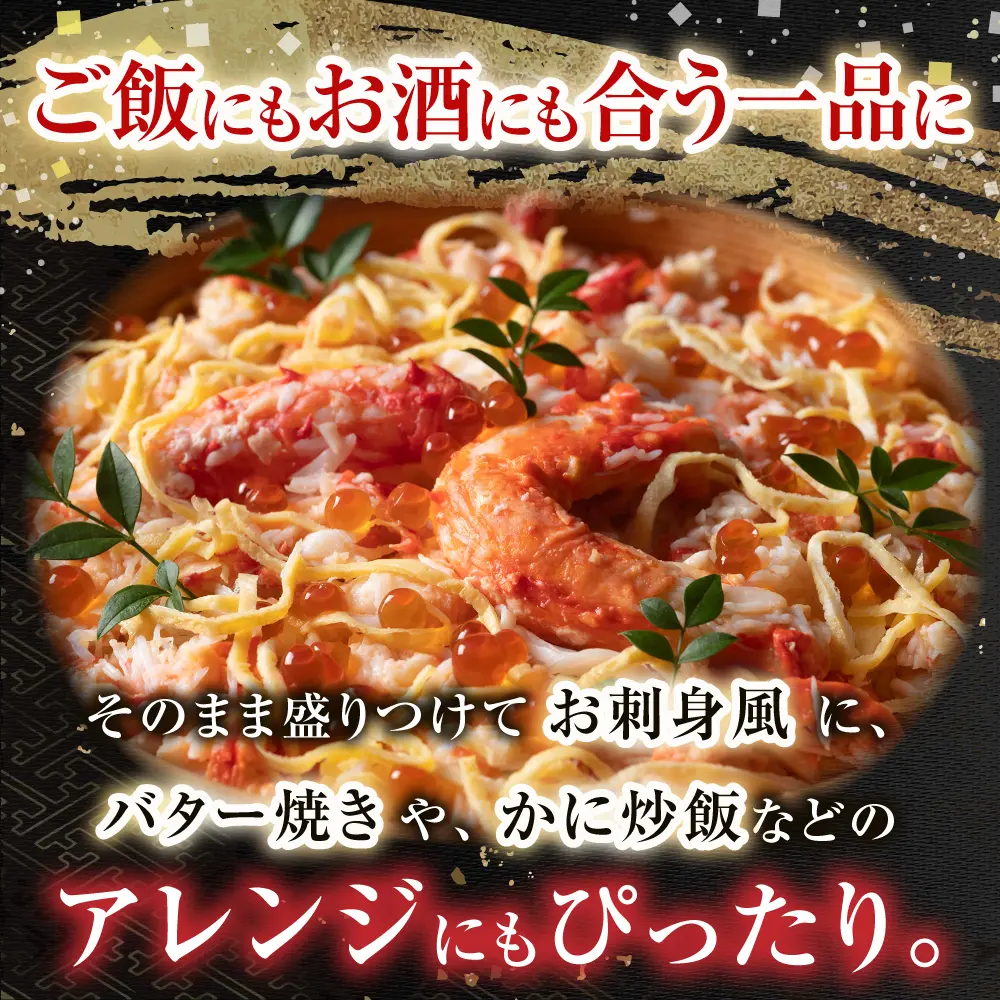 ご飯にもお酒にも合う一品に
そのまま盛りつけて お刺身風 に、
バター焼き や、かに炒飯などの
アレンジにもぴったり。